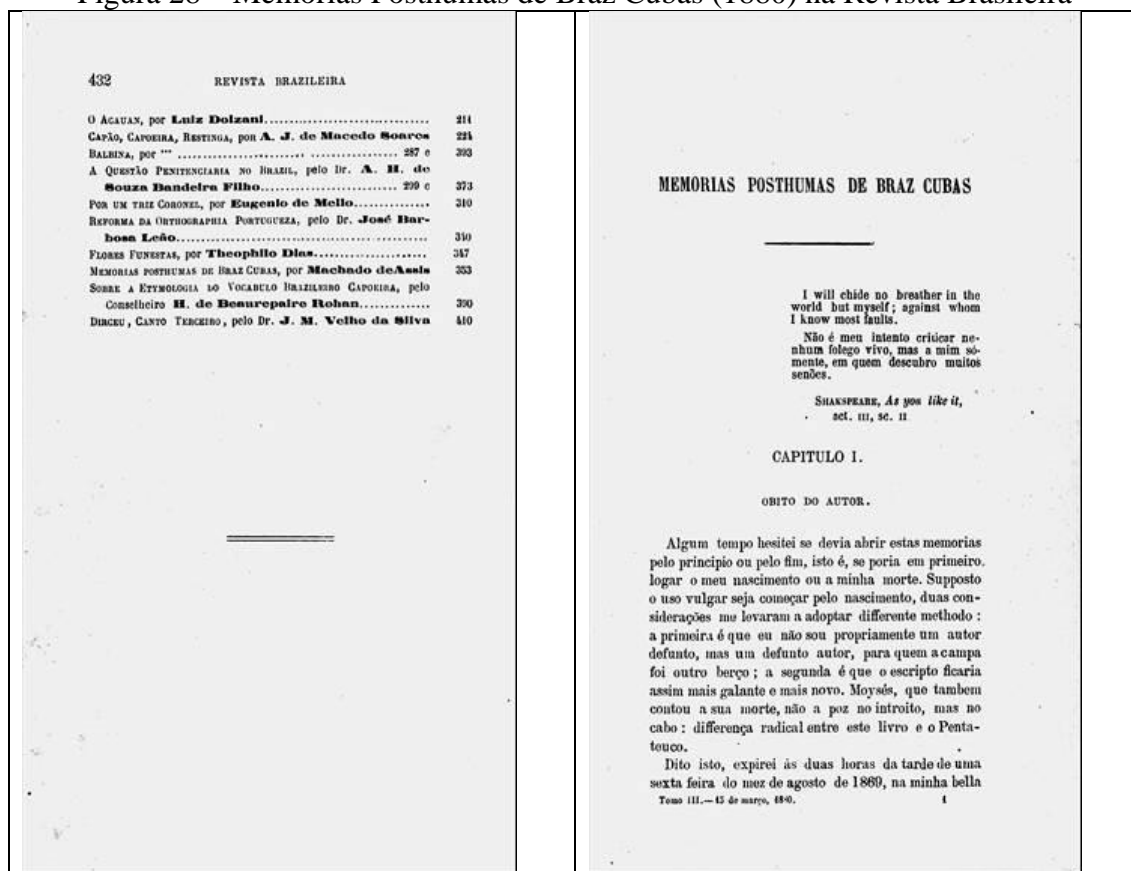 Figura 28 – Memórias Posthumas de Braz Cubas (1880) na Revista Brasileira
432 REVISTA BRAZILEIRA
O Acauan, por Luiz Dolzani................................ 214
Capão, Capoeira, Restinga, por A. J. de Macedo Soares 224
Balbina, por *** ........................ .................. 287 e 393
A Questão Penitenciaria no Brazil, pelo Dr. A. H. de
Souza Bandeira Filho.......................... 299 e 373
Por um triz Coronel, por Eugenio de Mello.............. 310
Reforma da Orthographia Portugueza, pelo Dr. José Bar-
bosa Leão............................................... 340
Flores Funestas, por Theophilo Dias...................... 347
Memorias posthumas de Braz Cubas, por Machado deAssis 353
Sobre a Etymologia do Vocabulo Brazileiro Capoeira, pelo
Conselheiro H. de Beaurepaire Rohan............. 390
Dirceu, Canto Terceiro, pelo Dr. J. M. Velho da Silva 410
MEMORIAS POSTHUMAS DE BRAZ CUBAS
I will chide no breather in the
world but myself; against whom
I know most faults.
Não é meu intento criticar ne-
nhum folego vivo, mas a mim só-
mente, em quem descubro muitos
senões.
Shakspeare, As you like it,
act. iii, sc. ii
CAPITULO I.
OBITO DO AUTOR.
Algum tempo hesitei se devia abrir estas memorias
pelo principio ou pelo fim, isto é, se poria em primeiro
logar o meu nascimento ou a minha morte. Supposto
o uso vulgar seja começar pelo nascimento, duas con-
siderações me levaram a adoptar differente methodo :
a primeira é que eu não sou propriamente um autor
defunto, mas um defunto autor, para quem a campa
foi outro berço ; a segunda é que o escripto ficaria
assim mais galante e mais novo. Moysés, que tambem
contou a sua morte, não a poz no introito, mas no
cabo : differença radical entre este livro e o Penta-
teuco.
Dito isto, expirei ás duas horas da tarde de uma
sexta feira do mez de agosto de 1869, na minha bella
Tomo III.—15 de março, 1880. 1